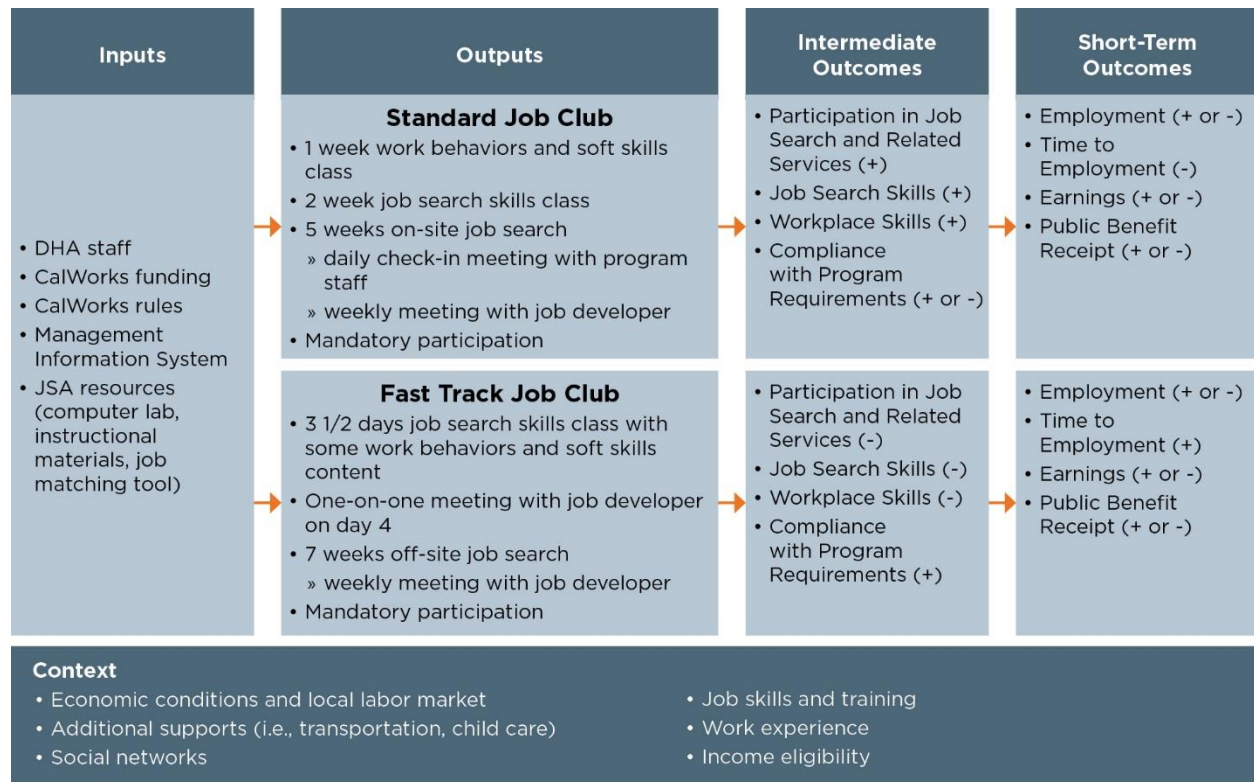 Inputs
Outputs
Intermediate
Outcomes
Short-Term
Outcomes
• DHA staff
• CalWorks funding
• CalWorks rules
• Management
Information System
• JSA resources
(computer lab,
instructional
materials, job
matching tool)
Standard Job Club
• 1 week work behaviors and soft skills
class
• 2 week job search skills class
• 5 weeks on-site job search
» daily check-in meeting with program
staff
» weekly meeting with job developer
• Mandatory participation
• Participation in Job
Search and Related
Services (+)
• Job Search Skills (+)
• Workplace Skills (+)
• Compliance
with Program
Requirements (+ or -)
• Employment (+ or -)
• Time to
Employment (-)
• Earnings (+ or -)
• Public Benefit
Receipt (+ or -)
Fast Track Job Club
• 3 1/2 days job search skills class with
some work behaviors and soft skills
content
• One-on-one meeting with job developer
on day 4
• 7 weeks off-site job search
» weekly meeting with job developer
• Mandatory participation
• Participation in Job
Search and Related
Services (-)
• Job Search Skills (-)
• Workplace Skills (-)
• Compliance
with Program
Requirements (+)
• Employment (+ or -)
• Time to
Employment (+)
• Earnings (+ or -)
• Public Benefit
Receipt (+ or -)
Context
• Economic conditions and local labor market
• Additional supports (i.e., transportation, child care)
• Social networks
• Job skills and training
• Work experience
• Income eligibility